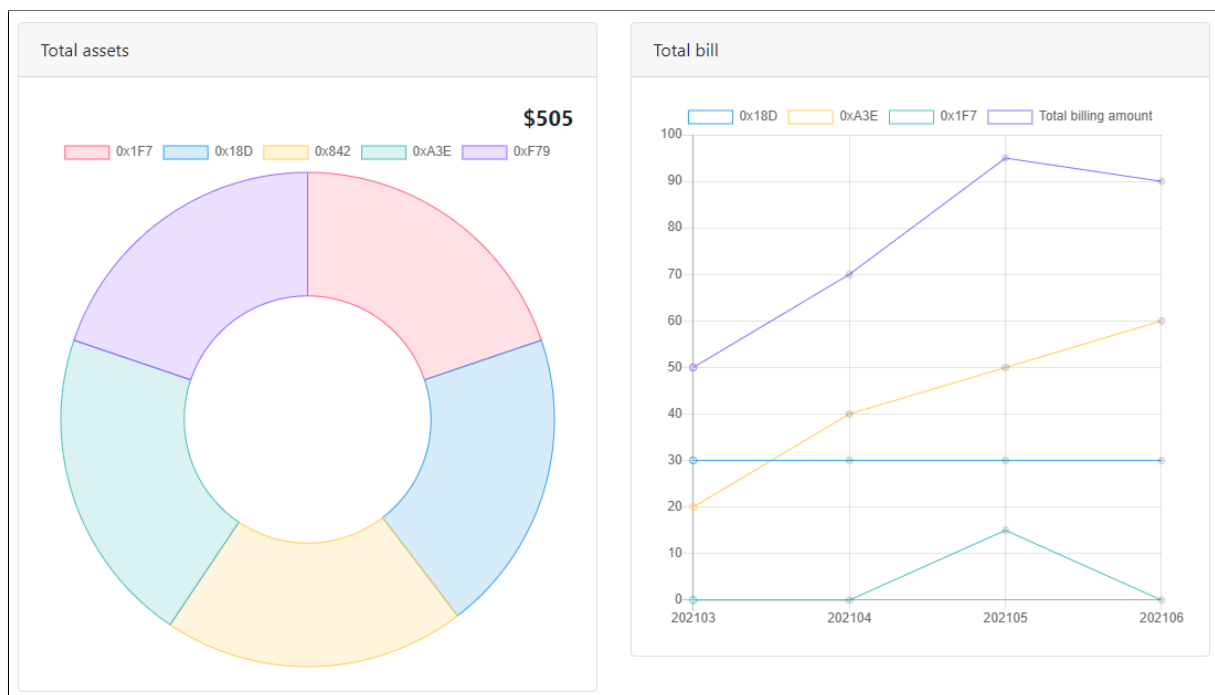 Total assets
$505
0x1F7 0x18D 0x842 0xA3E 0xF79
Total bill
0x18D 0xA3E 0x1F7 Total billing amount
100
90
80
70
60
50
40
30
20
10
0
202103 202104 202105 202106